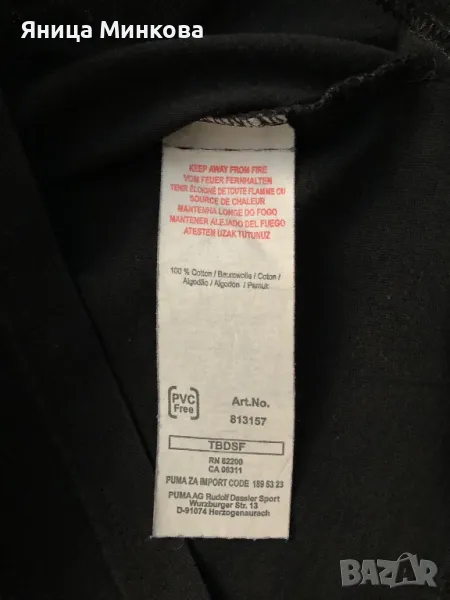 Яница Минкова
KEEP AWAY FROM FIRE
VOM FEUER FERNHALTEN
TENIR ÉLOIGNÉ DE TOUTE FLAMME OU
SOURCE DE CHALEUR
MANTENHA LONGE DO FOGO
MANTENER ALEJADO DEL FUEGO
ATESTEN UZAK TUTUNUZ
100 % Cotton / Baumwolle / Coton /
Algodão / Algodón / Pamuk
PVC
Free
Art.No.
813157
TBDSF
RN 62200
CA 05311
PUMA ZA IMPORT CODE 189 53 23
PUMA AG Rudolf Dassler Sport
Wurzburger Str. 13
D-91074 Herzogenaurach
BAZAR